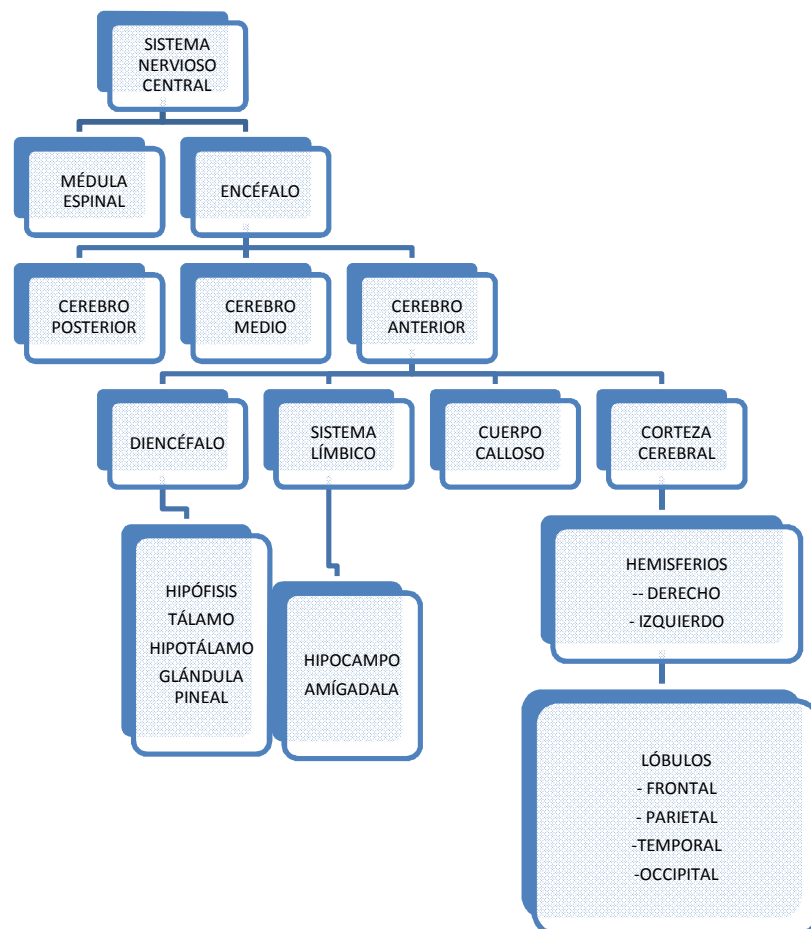 SISTEMA
NERVIOSO
CENTRAL
MÉDULA
ESPINAL
ENCÉFALO
CEREBRO
POSTERIOR
CEREBRO
MEDIO
CEREBRO
ANTERIOR
DIENCÉFALO
SISTEMA
LÍMBICO
CUERPO
CALLOSO
CORTEZA
CEREBRAL
HIPÓFISIS
TÁLAMO
HIPOTÁLAMO
GLÁNDULA
PINEAL
HIPOCAMPO
AMÍGADALA
HEMISFERIOS
-- DERECHO
- IZQUIERDO
LÓBULOS
- FRONTAL
- PARIETAL
-TEMPORAL
-OCCIPITAL